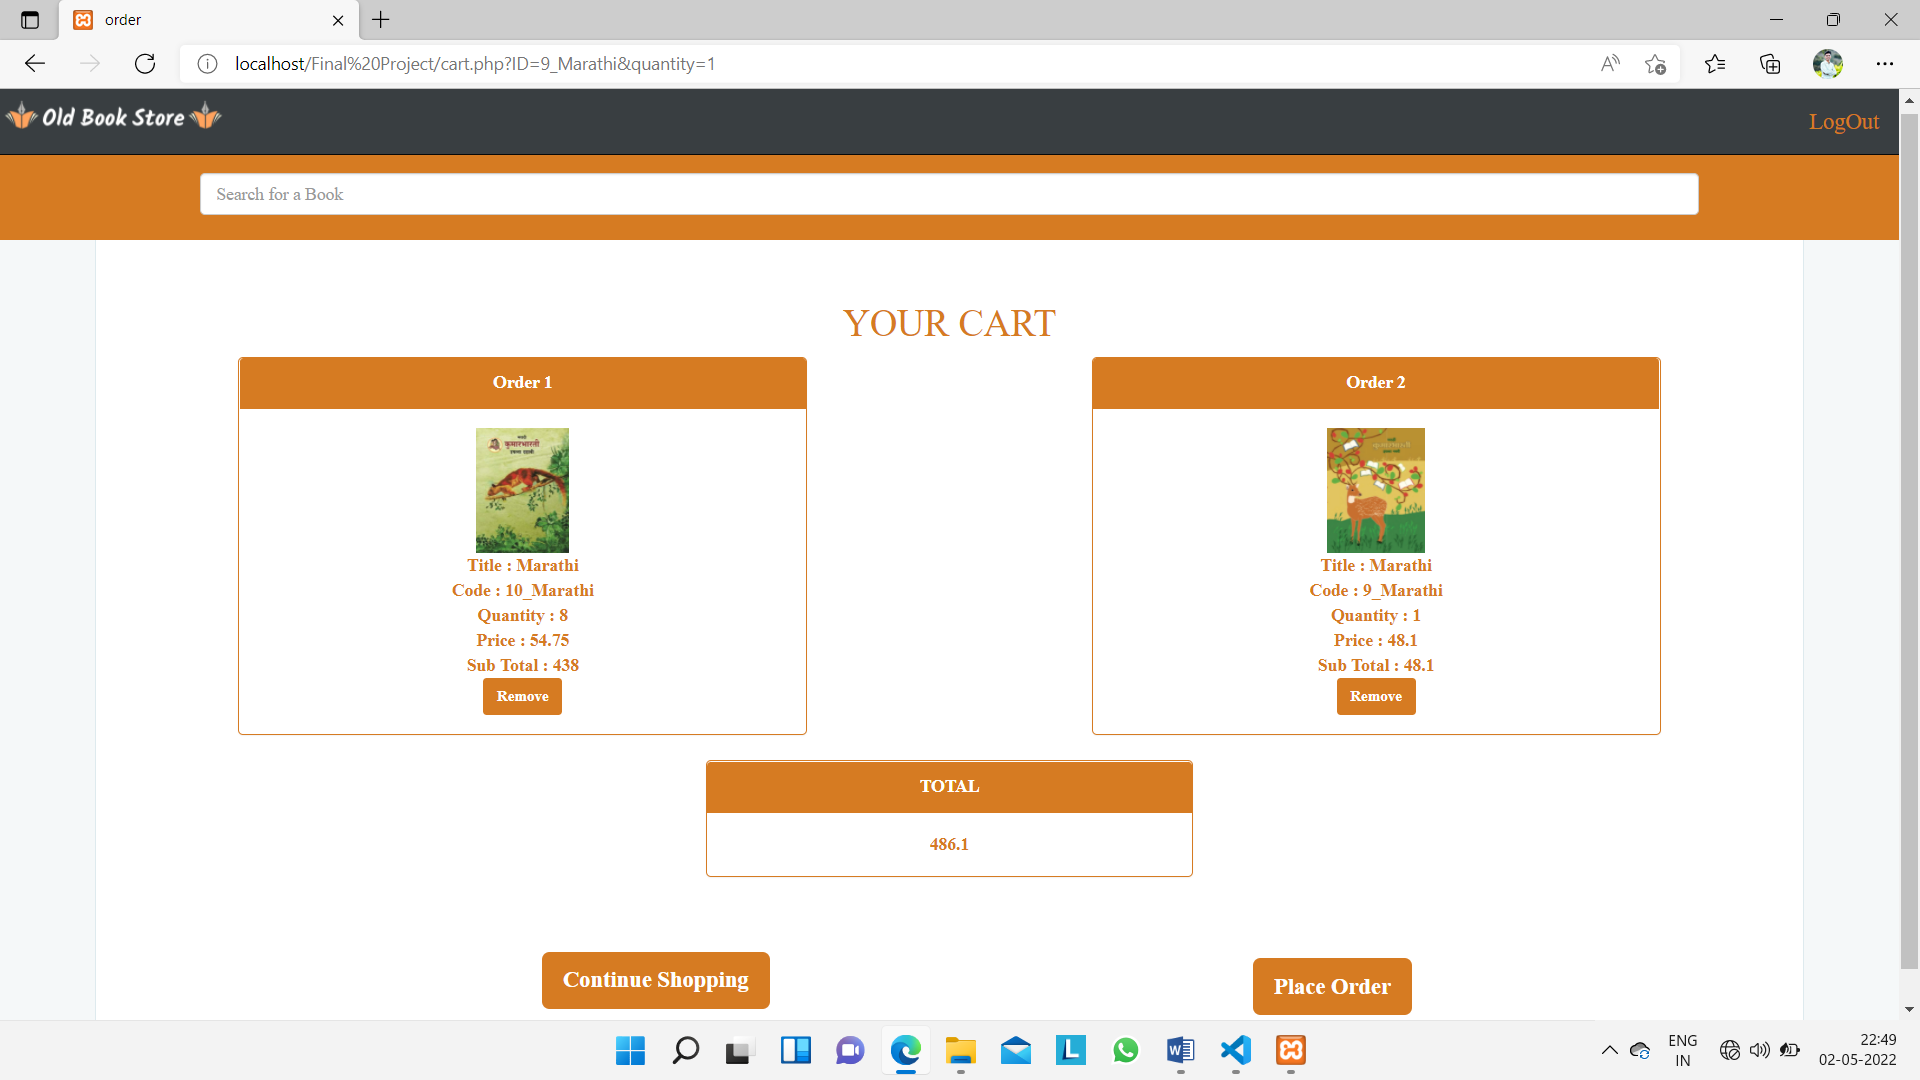 order
localhost/Final%20Project/cart.php?ID=9_Marathi&quantity=1
Old Book Store
LogOut
Search for a Book
YOUR CART
Order 1
कुमारभारती
Title : Marathi
Code : 10_Marathi
Quantity : 8
Price : 54.75
Sub Total : 438
Remove
Order 2
Title : Marathi
Code : 9_Marathi
Quantity : 1
Price : 48.1
Sub Total : 48.1
Remove
TOTAL
486.1
Continue Shopping
Place Order
ENG
IN
22:49
02-05-2022